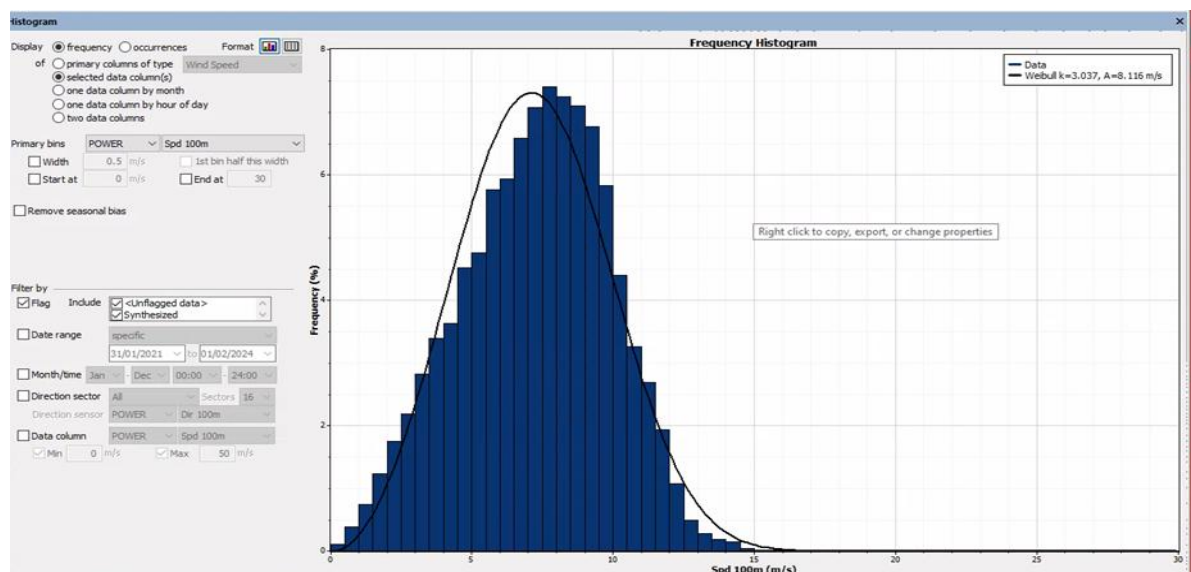 Histogram
Display frequency occurrences Format
of primary columns of type Wind Speed
selected data column(s)
one data column by month
one data column by hour of day
two data columns
Primary bins POWER Spd 100m
Width 0.5 m/s 1st bin half this width
Start at 0 m/s End at 30
Remove seasonal bias
Filter by
Flag Include <Unflagged data>
Synthesized
Date range specific
31/01/2021 to 01/02/2024
Month/time Jan - Dec 00:00 - 24:00
Direction sector All Sectors 16
Direction sensor POWER Dir 100m
Data column POWER Spd 100m
Min 0 m/s Max 50 m/s
Frequency Histogram
Data
Weibull k=3.037, A=8.116 m/s
Right click to copy, export, or change properties
Frequency (%)
8
6
4
2
0
0 5 10 15 20 25 30
Spd 100m (m/s)